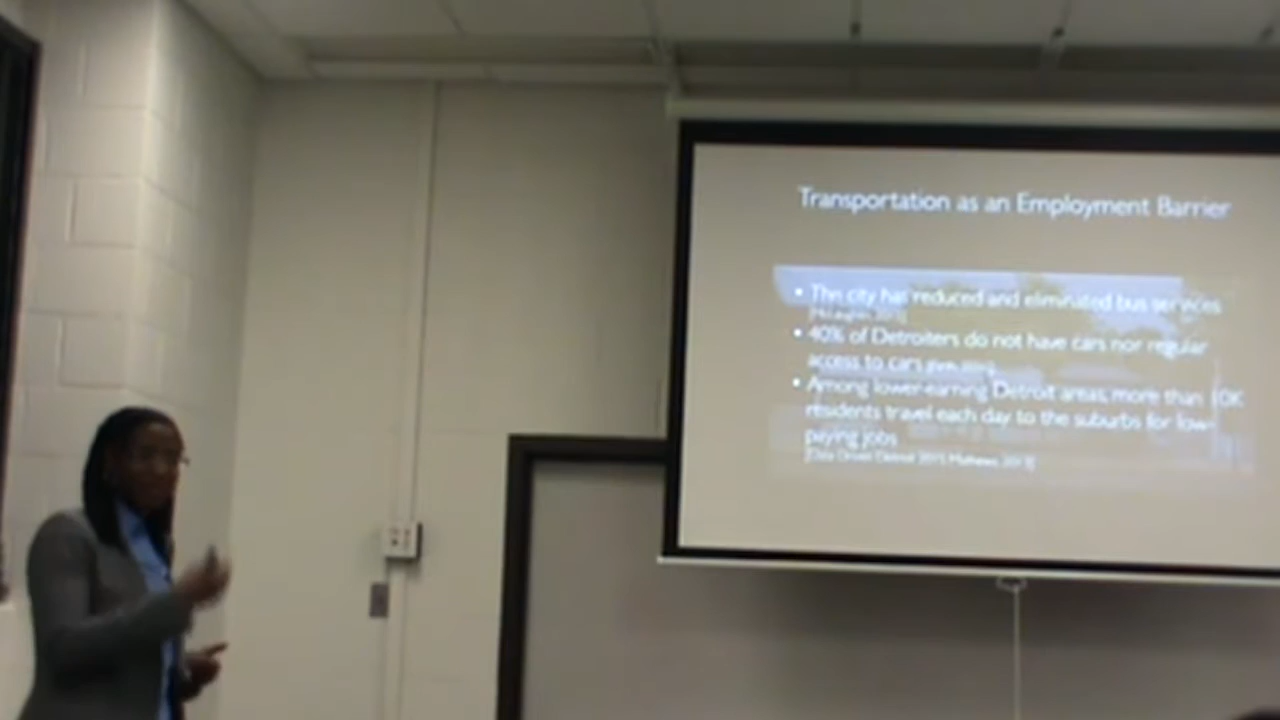 Transportation as an Employment Barrier
• The city has reduced and eliminated bus services
• 40% of Detroiters do not have cars nor regular
access to cars
• Among lower-earning Detroit areas, more than 10K
residents travel each day to the suburbs for low-
paying jobs